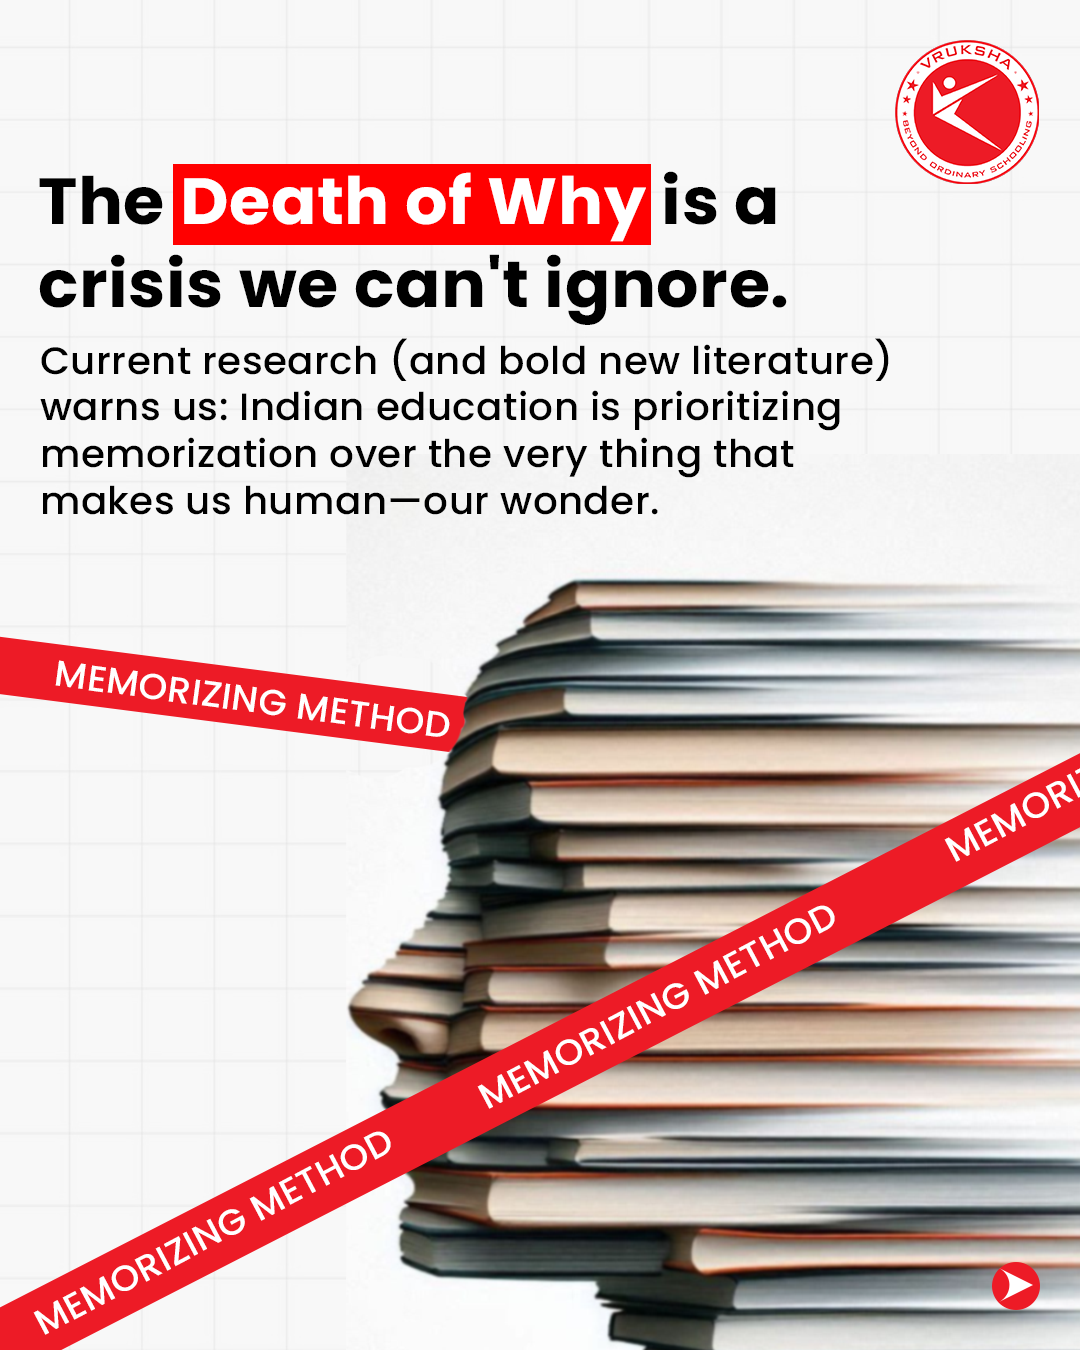 VRUKSHA
BEYOND ORDINARY SCHOOLING
The Death of Why is a
crisis we can't ignore.
Current research (and bold new literature)
warns us: Indian education is prioritizing
memorization over the very thing that
makes us human—our wonder.
MEMORIZING METHOD
MEMORIZ
MEMORIZING METHOD
MEMORIZING METHOD